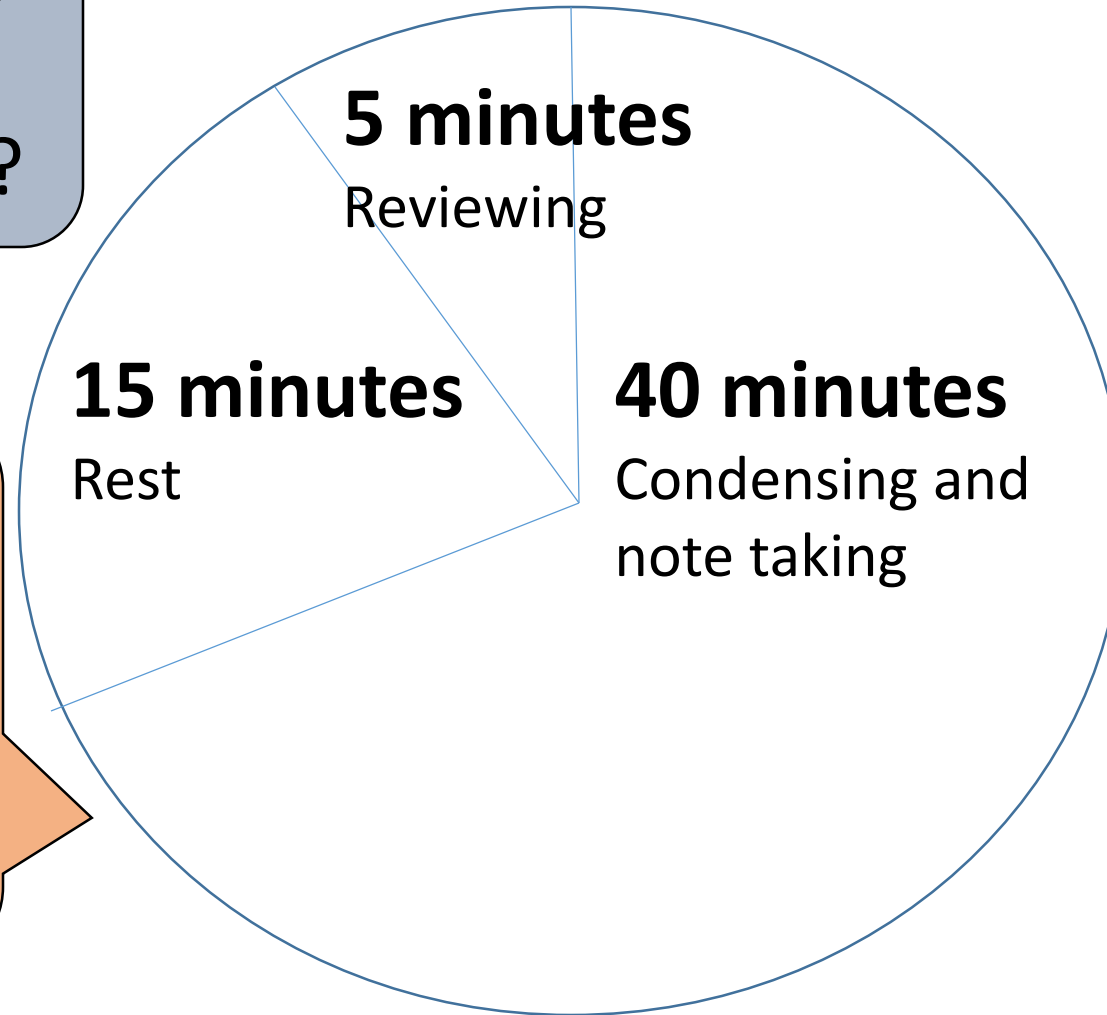 ?
5 minutes
Reviewing
15 minutes
Rest
40 minutes
Condensing and
note taking